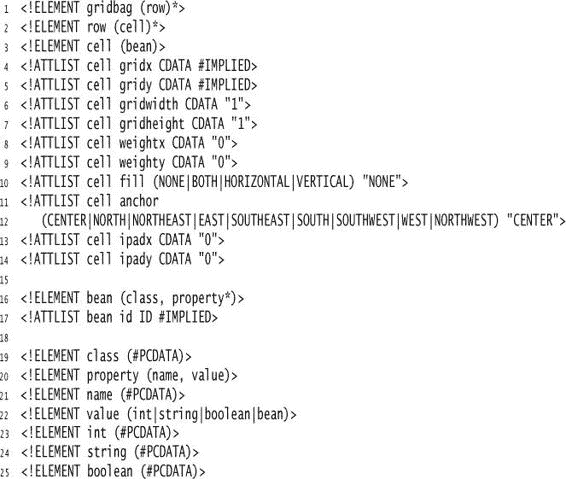 1 <!ELEMENT gridbag (row)*>
2 <!ELEMENT row (cell)*>
3 <!ELEMENT cell (bean)>
4 <!ATTLIST cell gridx CDATA #IMPLIED>
5 <!ATTLIST cell gridy CDATA #IMPLIED>
6 <!ATTLIST cell gridwidth CDATA "1">
7 <!ATTLIST cell gridheight CDATA "1">
8 <!ATTLIST cell weightx CDATA "0">
9 <!ATTLIST cell weighty CDATA "0">
10 <!ATTLIST cell fill (NONE|BOTH|HORIZONTAL|VERTICAL) "NONE">
11 <!ATTLIST cell anchor
12 (CENTER|NORTH|NORTHEAST|EAST|SOUTHEAST|SOUTH|SOUTHWEST|WEST|NORTHWEST) "CENTER">
13 <!ATTLIST cell ipadx CDATA "0">
14 <!ATTLIST cell ipady CDATA "0">
15
16 <!ELEMENT bean (class, property*)>
17 <!ATTLIST bean id ID #IMPLIED>
18
19 <!ELEMENT class (#PCDATA)>
20 <!ELEMENT property (name, value)>
21 <!ELEMENT name (#PCDATA)>
22 <!ELEMENT value (int|string|boolean|bean)>
23 <!ELEMENT int (#PCDATA)>
24 <!ELEMENT string (#PCDATA)>
25 <!ELEMENT boolean (#PCDATA)>